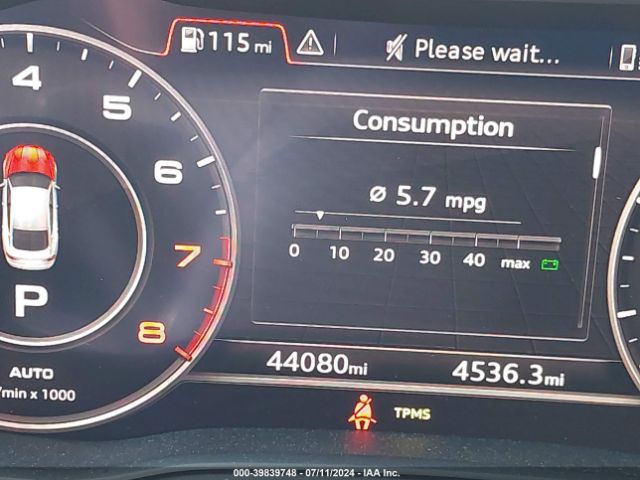 115 mi
Please wait...
4
5
6
7
8
Consumption
Ø 5.7 mpg
0 10 20 30 40 max
P
AUTO
/min x 1000
44080mi
4536.3mi
TPMS
000-39839748 - 07/11/2024 - IAA Inc.